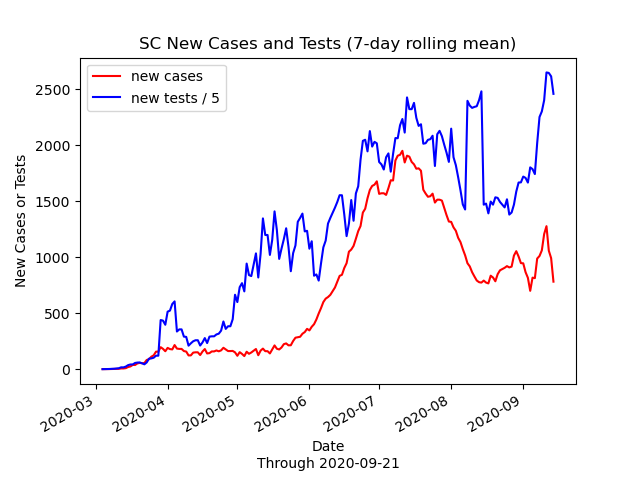 SC New Cases and Tests (7-day rolling mean)
new cases
new tests / 5
2500
2000
1500
1000
500
0
New Cases or Tests
2020-03
2020-04
2020-05
2020-06
2020-07
2020-08
2020-09
Date
Through 2020-09-21